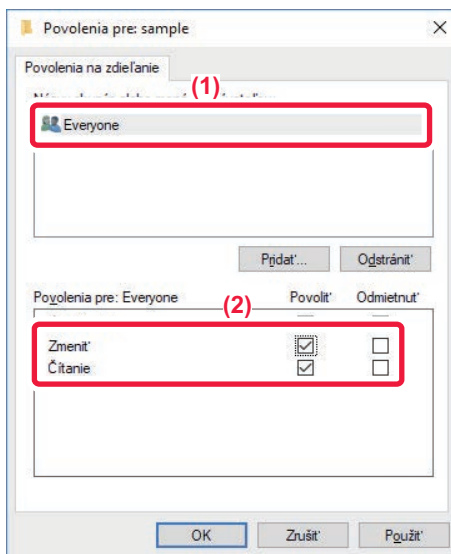 Povolenia pre: sample
Povolenia na zdieľanie
(1)
Everyone
Pridať...
Odstrániť
Povolenia pre: Everyone
Povoliť
Odmietnuť
(2)
Zmeniť
Čítanie
OK
Zrušiť
Použiť